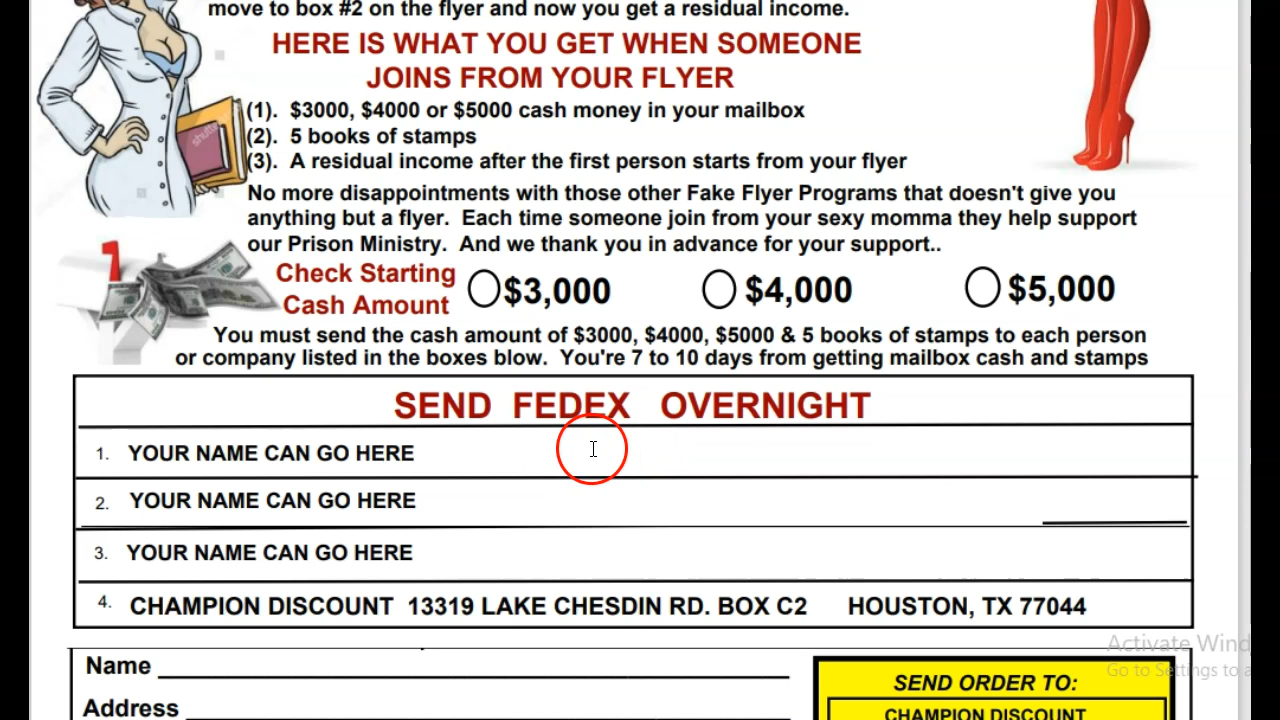 move to box #2 on the flyer and now you get a residual income.
HERE IS WHAT YOU GET WHEN SOMEONE
JOINS FROM YOUR FLYER
(1). $3000, $4000 or $5000 cash money in your mailbox
(2). 5 books of stamps
(3). A residual income after the first person starts from your flyer
No more disappointments with those other Fake Flyer Programs that doesn't give you
anything but a flyer. Each time someone join from your sexy momma they help support
our Prison Ministry. And we thank you in advance for your support..
Check Starting
Cash Amount
$3,000 $4,000 $5,000
You must send the cash amount of $3000, $4000, $5000 & 5 books of stamps to each person
or company listed in the boxes blow. You're 7 to 10 days from getting mailbox cash and stamps
SEND FEDEX OVERNIGHT
1. YOUR NAME CAN GO HERE
2. YOUR NAME CAN GO HERE
3. YOUR NAME CAN GO HERE
4. CHAMPION DISCOUNT 13319 LAKE CHESDIN RD. BOX C2 HOUSTON, TX 77044
Activate Wind
Go to Settings to a
Name
Address
SEND ORDER TO:
CHAMPION DISCOUNT